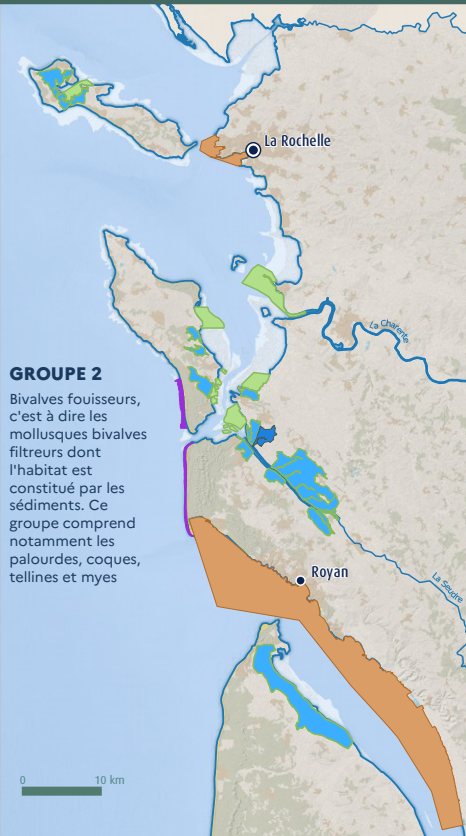 La Rochelle
La Charente
GROUPE 2
Bivalves fouisseurs,
c'est à dire les
mollusques bivalves
filtreurs dont
l'habitat est
constitué par les
sédiments. Ce
groupe comprend
notamment les
palourdes, coques,
tellines et myes
Royan
La Seudre
0 10 km